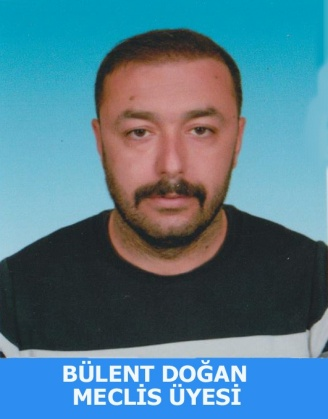 BÜLENT DOĞAN
MECLİS ÜYESİ